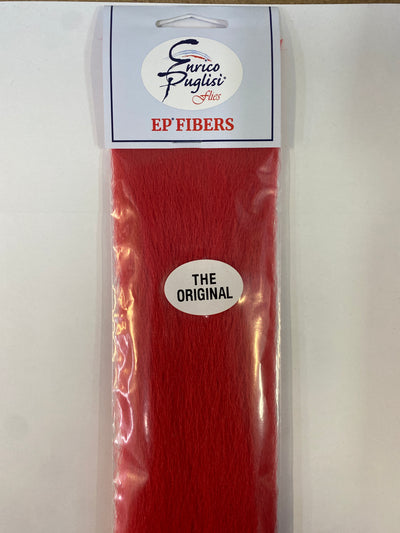 Enrico
Puglisi®
Flies
EP® FIBERS
THE
ORIGINAL